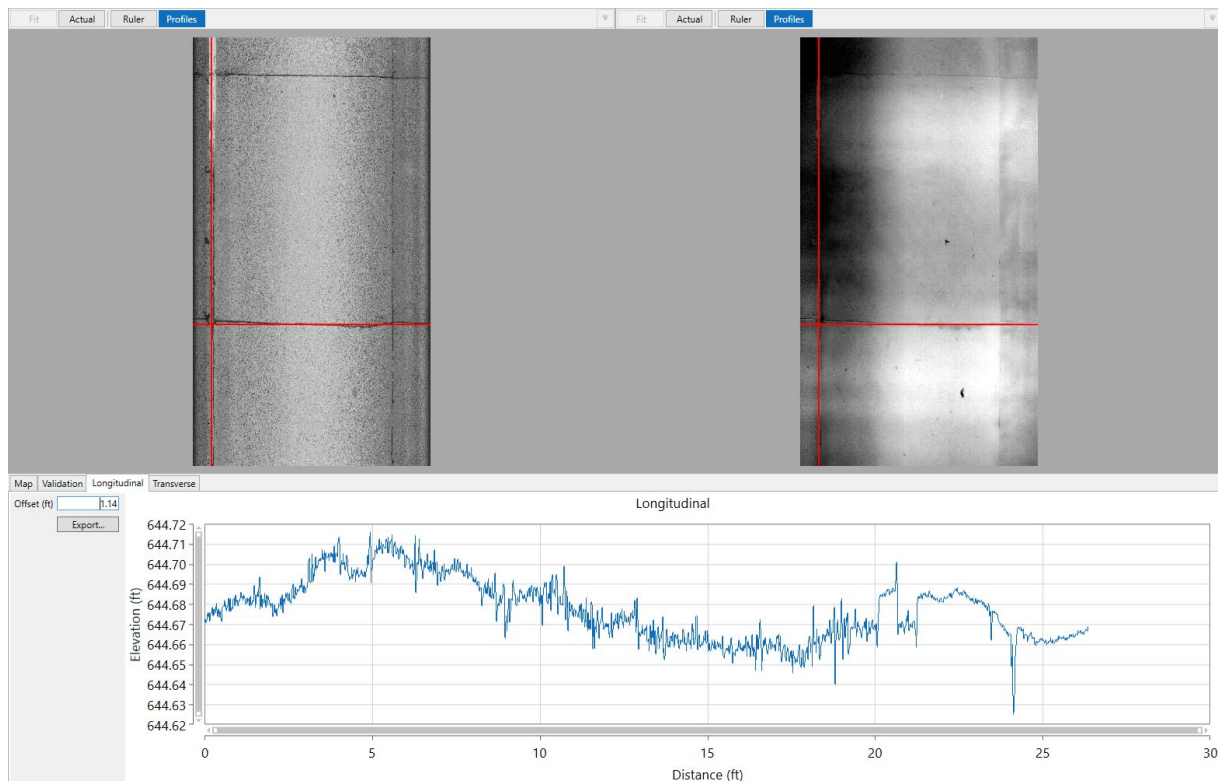 Fit Actual Ruler Profiles Fit Actual Ruler Profiles
Map Validation Longitudinal Transverse
Offset (ft) 1.14
Export...
Longitudinal
Elevation (ft)
644.72
644.71
644.70
644.69
644.68
644.67
644.66
644.65
644.64
644.63
644.62
0 5 10 15 20 25 30
Distance (ft)